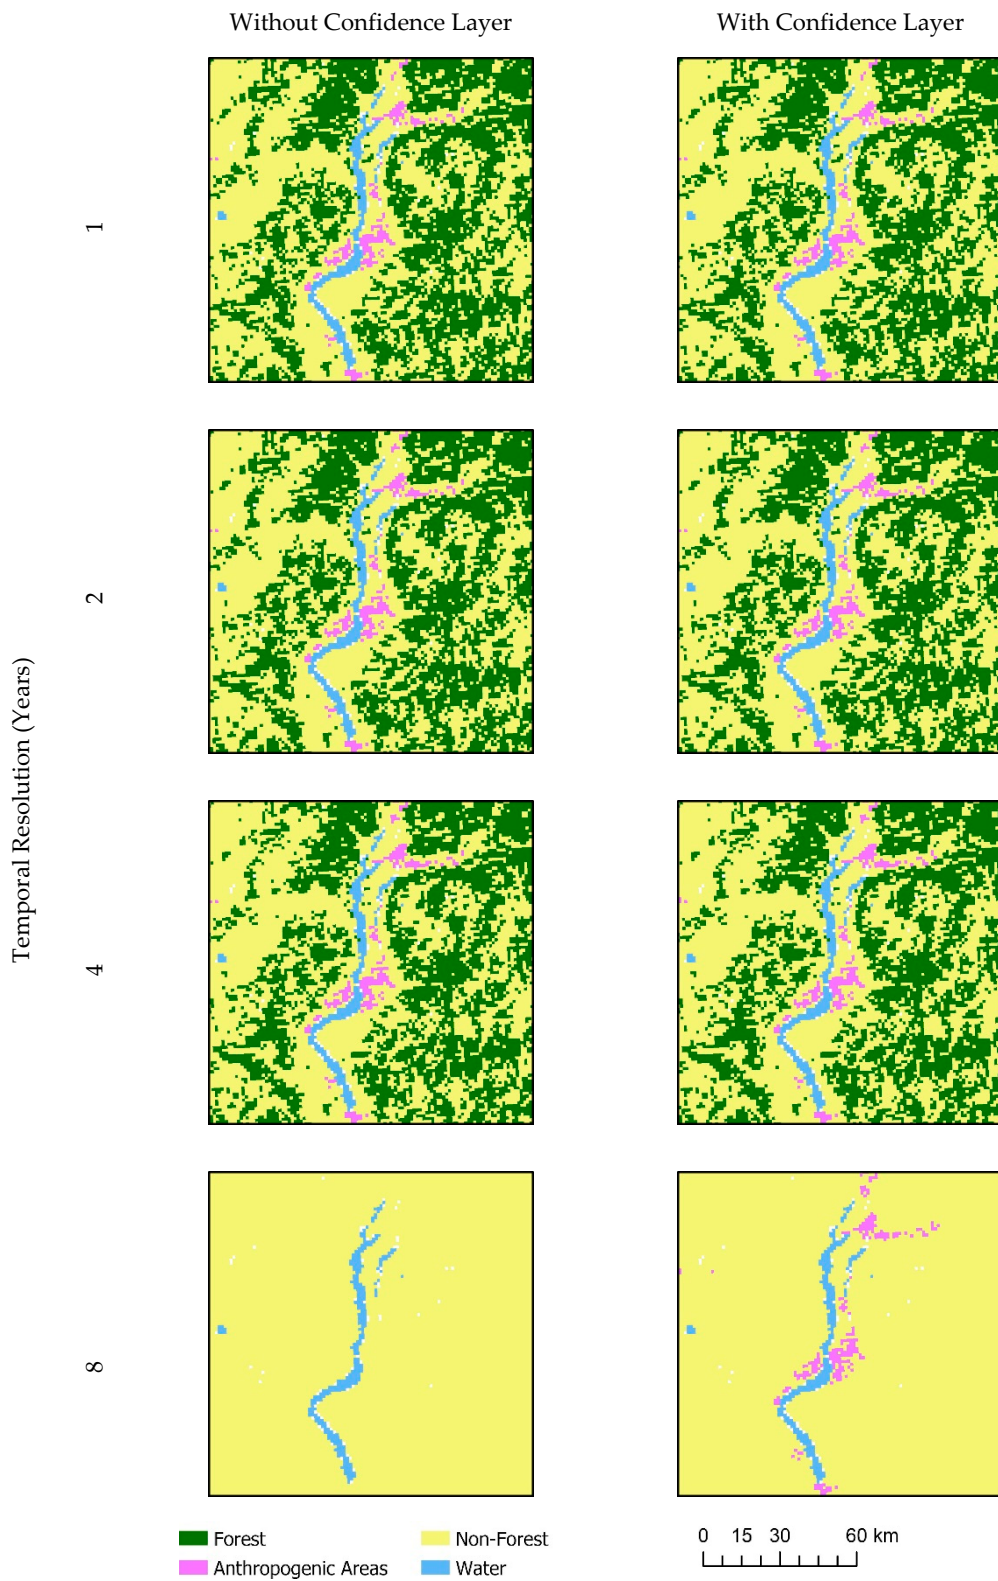 Without Confidence Layer
With Confidence Layer
Temporal Resolution (Years)
1
2
4
8
Forest
Non-Forest
Anthropogenic Areas
Water
0 15 30 60 km